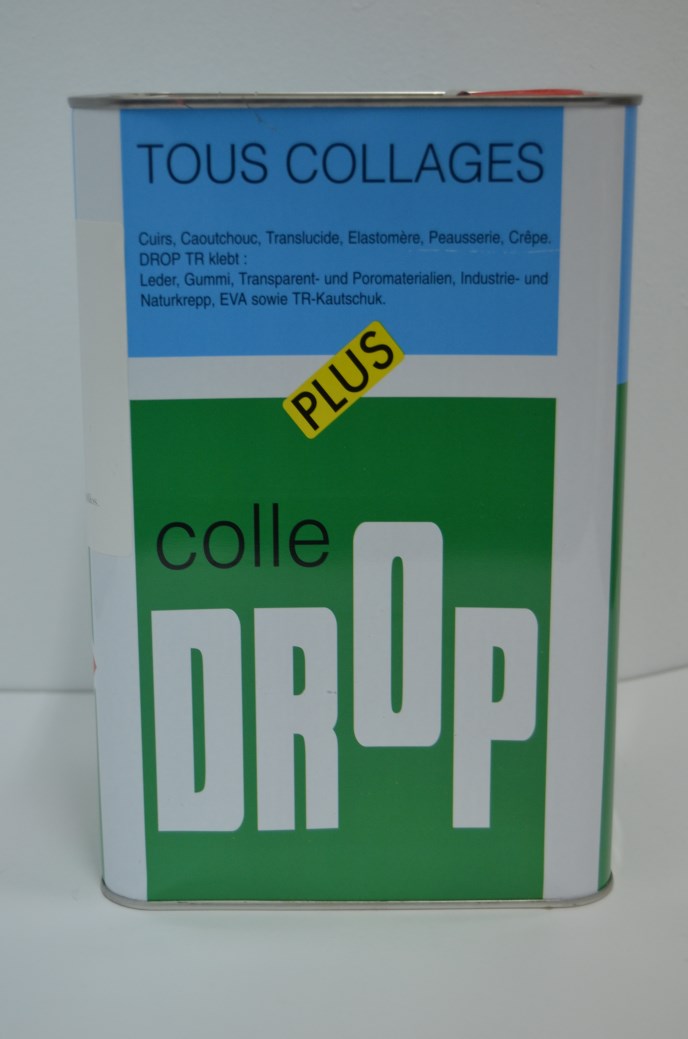 TOUS COLLAGES
Cuirs, Caoutchouc, Translucide, Elastomère, Peausserie, Crêpe.
DROP TR klebt :
Leder, Gummi, Transparent- und Poromaterialien, Industrie- und
Naturkrepp, EVA sowie TR-Kautschuk.
PLUS
colle
DROP